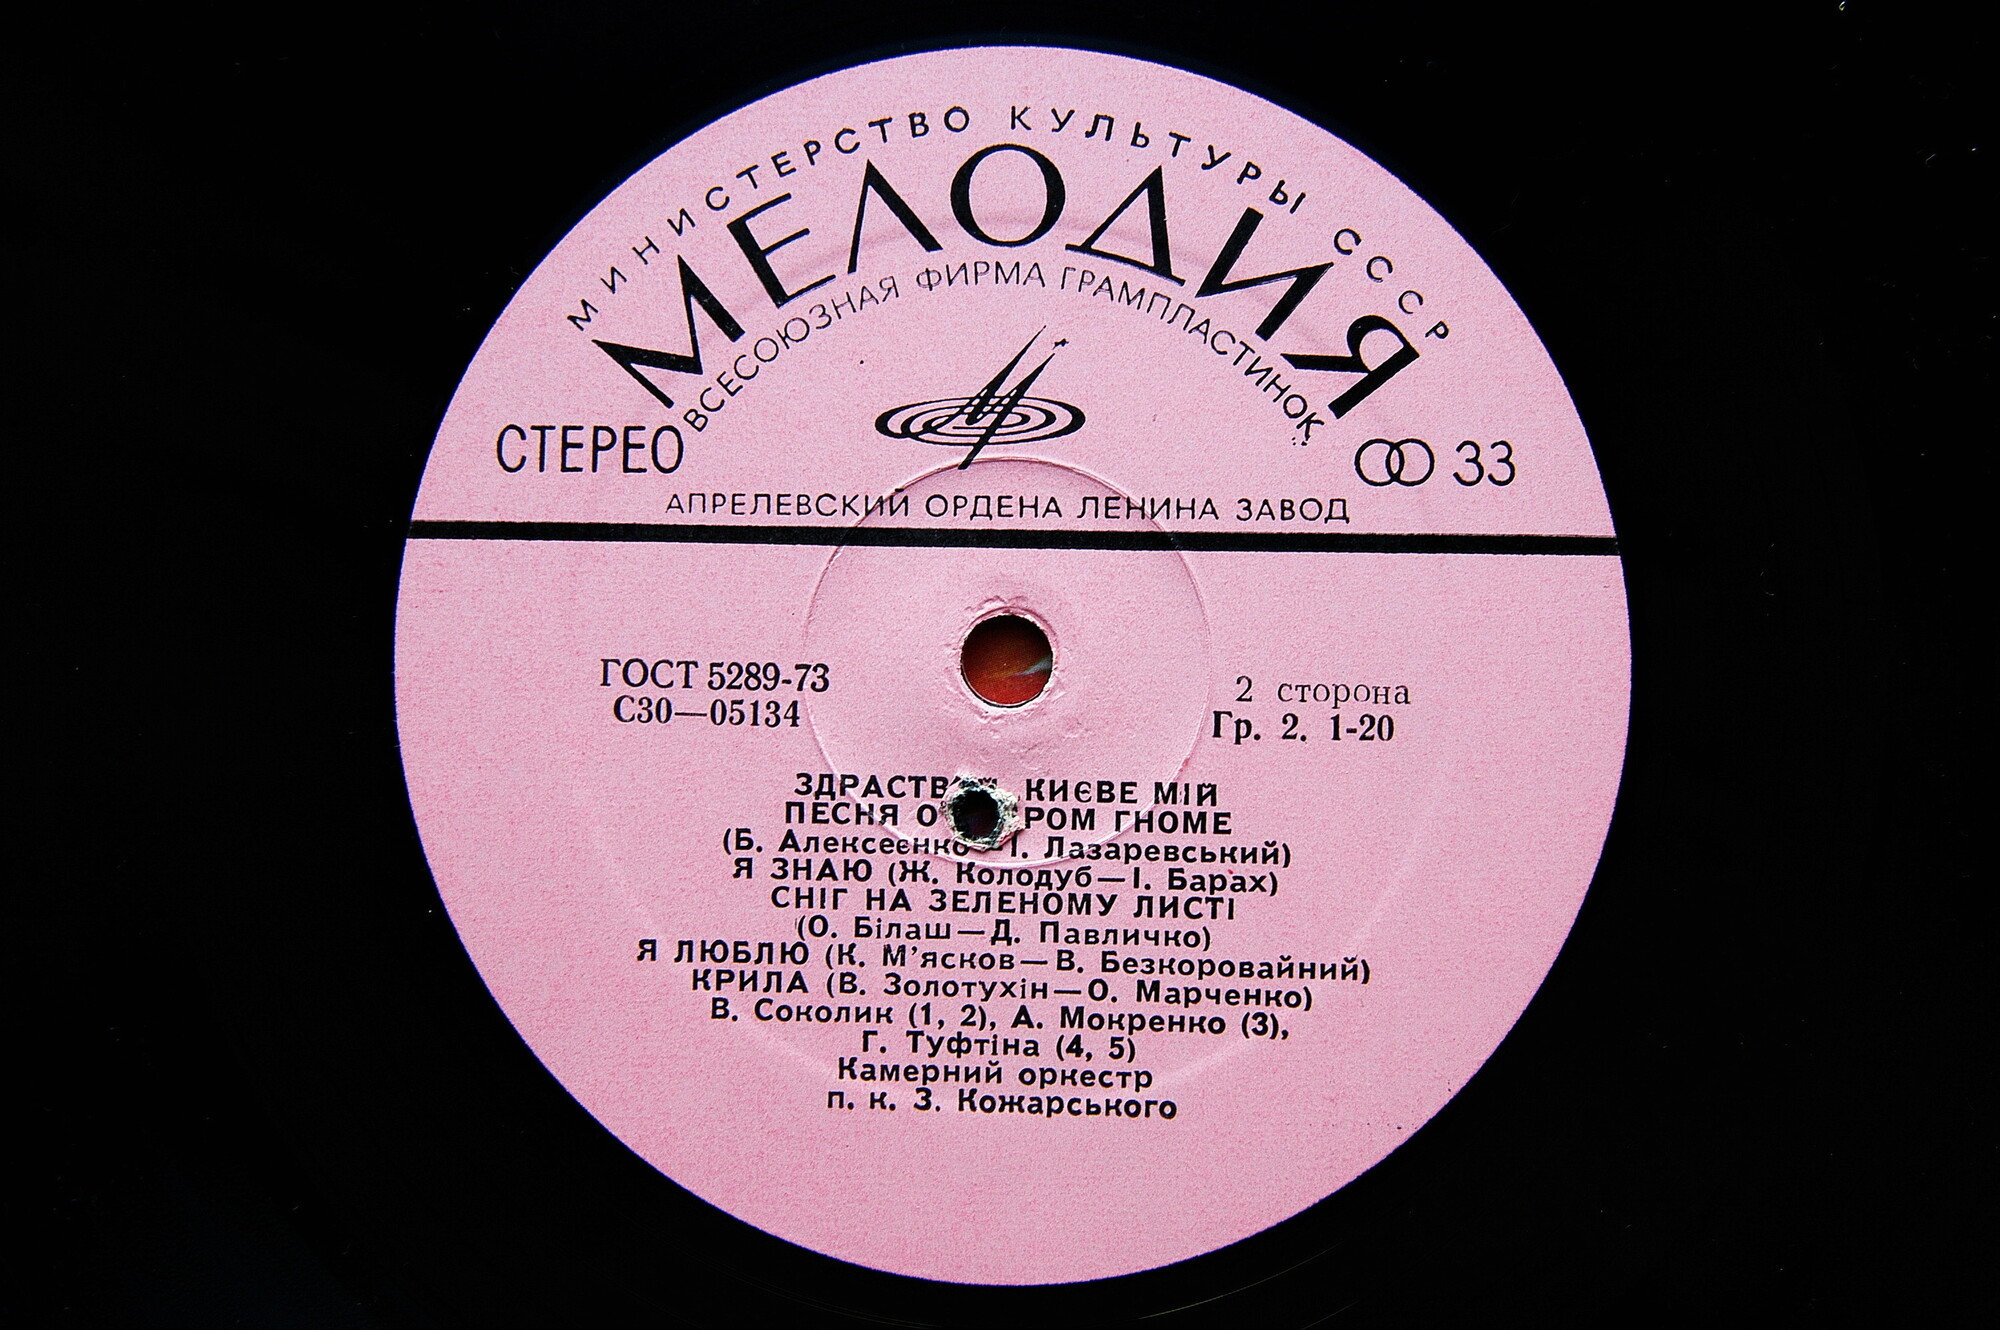 МИНИСТЕРСТВО КУЛЬТУРЫ СССР
МЕЛОДИЯ
ВСЕСОЮЗНАЯ ФИРМА ГРАМПЛАСТИНОК
СТЕРЕО
33
АПРЕЛЕВСКИЙ ОРДЕНА ЛЕНИНА ЗАВОД
ГОСТ 5289-73
С30—05134
2 сторона
Гр. 2. 1-20
КИЄВЕ МІЙ
ПЕСНЯ О ГНОМЕ
(Б. Алексеєнко—І. Лазаревський)
Я ЗНАЮ (Ж. Колодуб—І. Барах)
СНІГ НА ЗЕЛЕНОМУ ЛИСТІ
(О. Білаш—Д. Павличко)
Я ЛЮБЛЮ (К. М'ясков—В. Безкоровайний)
КРИЛА (В. Золотухін—О. Марченко)
В. Соколик (1, 2), А. Мокренко (3),
Г. Туфтіна (4, 5)
Камерний оркестр
п. к. З. Кожарського